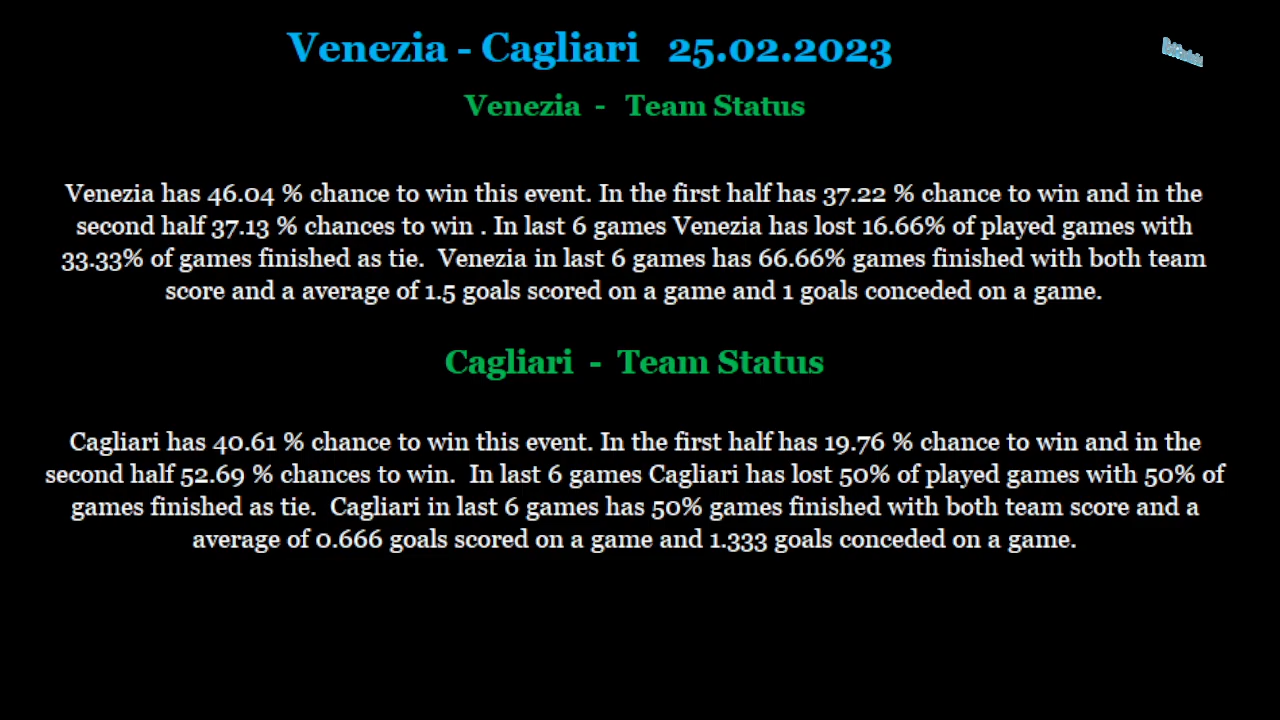 Venezia - Cagliari 25.02.2023
Venezia - Team Status
Venezia has 46.04 % chance to win this event. In the first half has 37.22 % chance to win and in the
second half 37.13 % chances to win . In last 6 games Venezia has lost 16.66% of played games with
33.33% of games finished as tie. Venezia in last 6 games has 66.66% games finished with both team
score and a average of 1.5 goals scored on a game and 1 goals conceded on a game.
Cagliari - Team Status
Cagliari has 40.61 % chance to win this event. In the first half has 19.76 % chance to win and in the
second half 52.69 % chances to win. In last 6 games Cagliari has lost 50% of played games with 50% of
games finished as tie. Cagliari in last 6 games has 50% games finished with both team score and a
average of 0.666 goals scored on a game and 1.333 goals conceded on a game.